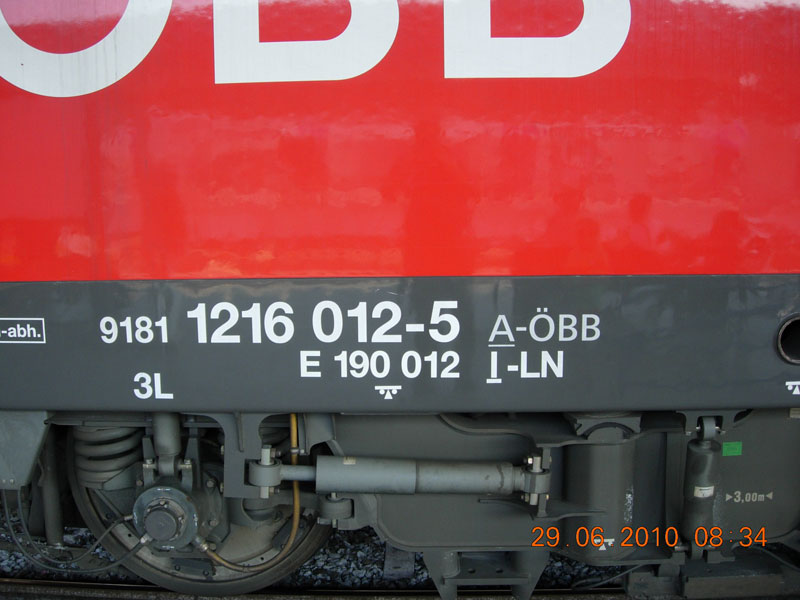 ÖBB
-abh. 9181 1216 012-5 A-ÖBB
E 190 012 I-LN
3L
3,00m
29.06.2010 08:34